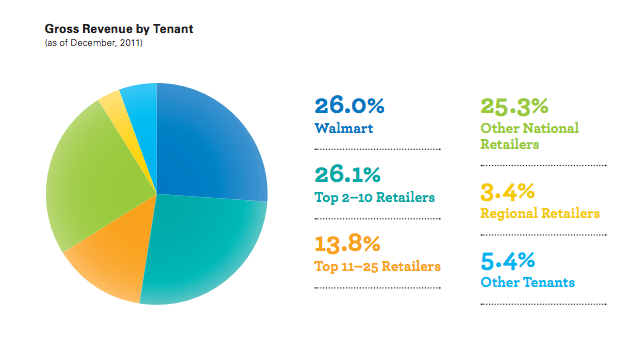 Gross Revenue by Tenant
(as of December, 2011)
26.0%
Walmart
26.1%
Top 2–10 Retailers
13.8%
Top 11–25 Retailers
25.3%
Other National
Retailers
3.4%
Regional Retailers
5.4%
Other Tenants